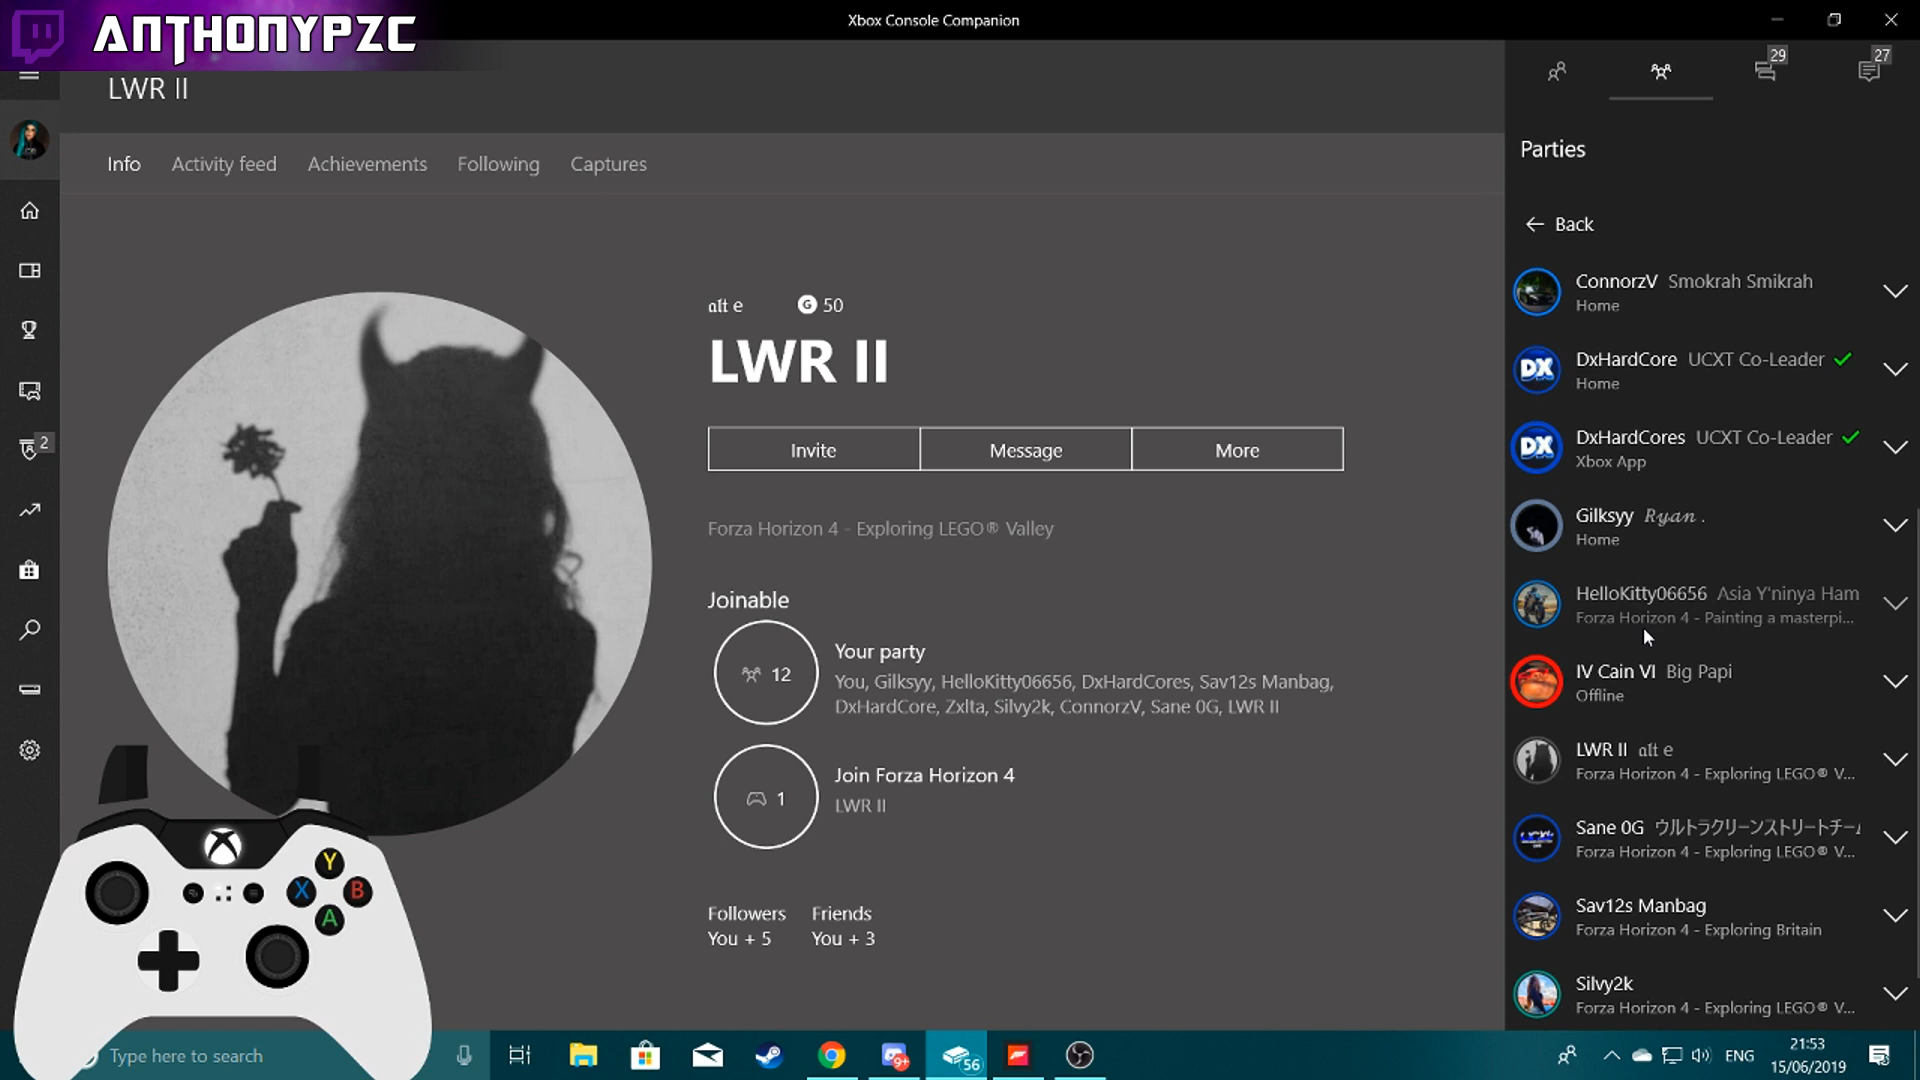 ANTHONYPZC
Xbox Console Companion
29
27
LWR II
Info Activity feed Achievements Following Captures
Parties
Back
alt e G 50
LWR II
Invite Message More
Forza Horizon 4 - Exploring LEGO® Valley
Joinable
12
Your party
You, Gilksyy, HelloKitty06656, DxHardCores, Sav12s Manbag,
DxHardCore, Zxlta, Silvy2k, ConnorzV, Sane 0G, LWR II
1
Join Forza Horizon 4
LWR II
Followers Friends
You + 5 You + 3
2
ConnorzV Smokrah Smikrah
Home
DX
DxHardCore UCXT Co-Leader
Home
DX
DxHardCores UCXT Co-Leader
Xbox App
Gilksyy 𝓡𝔂𝓪𝓷 .
Home
HelloKitty06656 Asia Y'ninya Ham
Forza Horizon 4 - Painting a masterpi...
IV Cain VI Big Papi
Offline
LWR II alt e
Forza Horizon 4 - Exploring LEGO® V...
Sane 0G ウルトラクリーンストリートチー
Forza Horizon 4 - Exploring LEGO® V...
Sav12s Manbag
Forza Horizon 4 - Exploring Britain
Silvy2k
Forza Horizon 4 - Exploring LEGO® V...
Y
X B
A
Type here to search
9+
56
ENG
21:53
15/06/2019